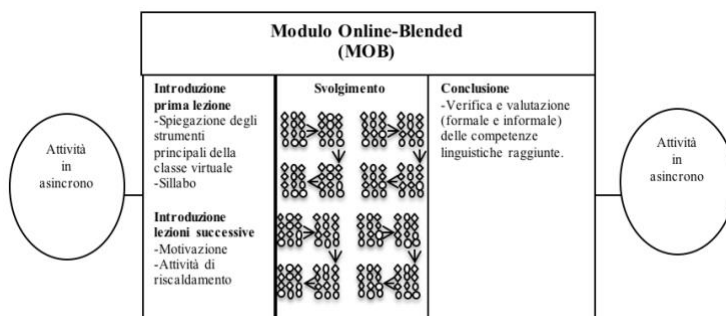 Modulo Online-Blended
(MOB)
Attività
in
asincrono
Introduzione
prima lezione
-Spiegazione degli
strumenti
principali della
classe virtuale
-Sillabo
Introduzione
lezioni successive
-Motivazione
-Attività di
riscaldamento
Svolgimento
Conclusione
-Verifica e valutazione
(formale e informale)
delle competenze
linguistiche raggiunte.
Attività
in
asincrono